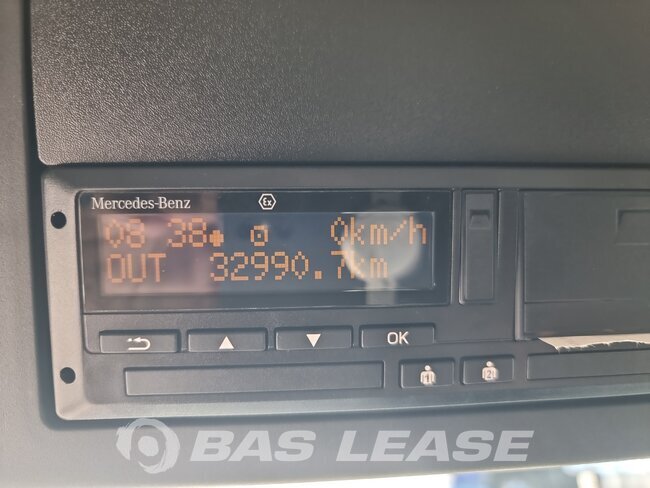 Mercedes-Benz Ex
08 38 0km/h
OUT 32990.7km
OK
1 2
BAS LEASE